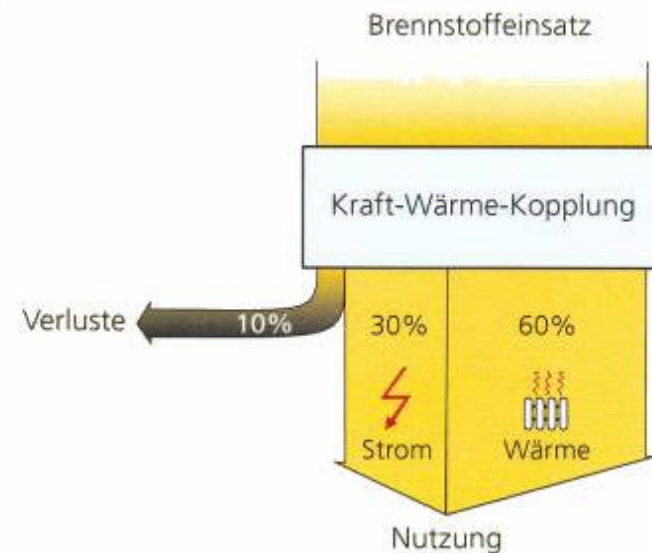 Brennstoffeinsatz
Kraft-Wärme-Kopplung
Verluste
10%
30%
60%
Strom
Wärme
Nutzung